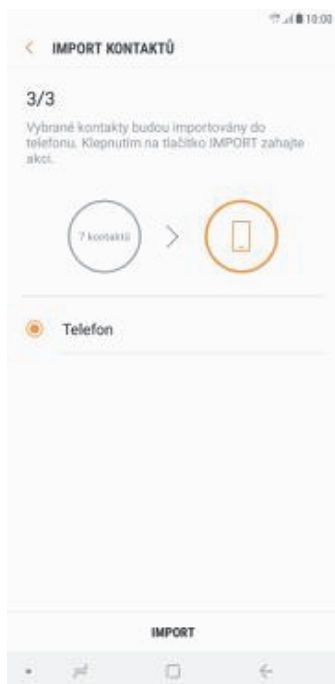 10:00
IMPORT KONTAKTŮ
3/3
Vybrané kontakty budou importovány do
telefonu. Klepnutím na tlačítko IMPORT zahajte
akci.
7 kontaktů
Telefon
IMPORT